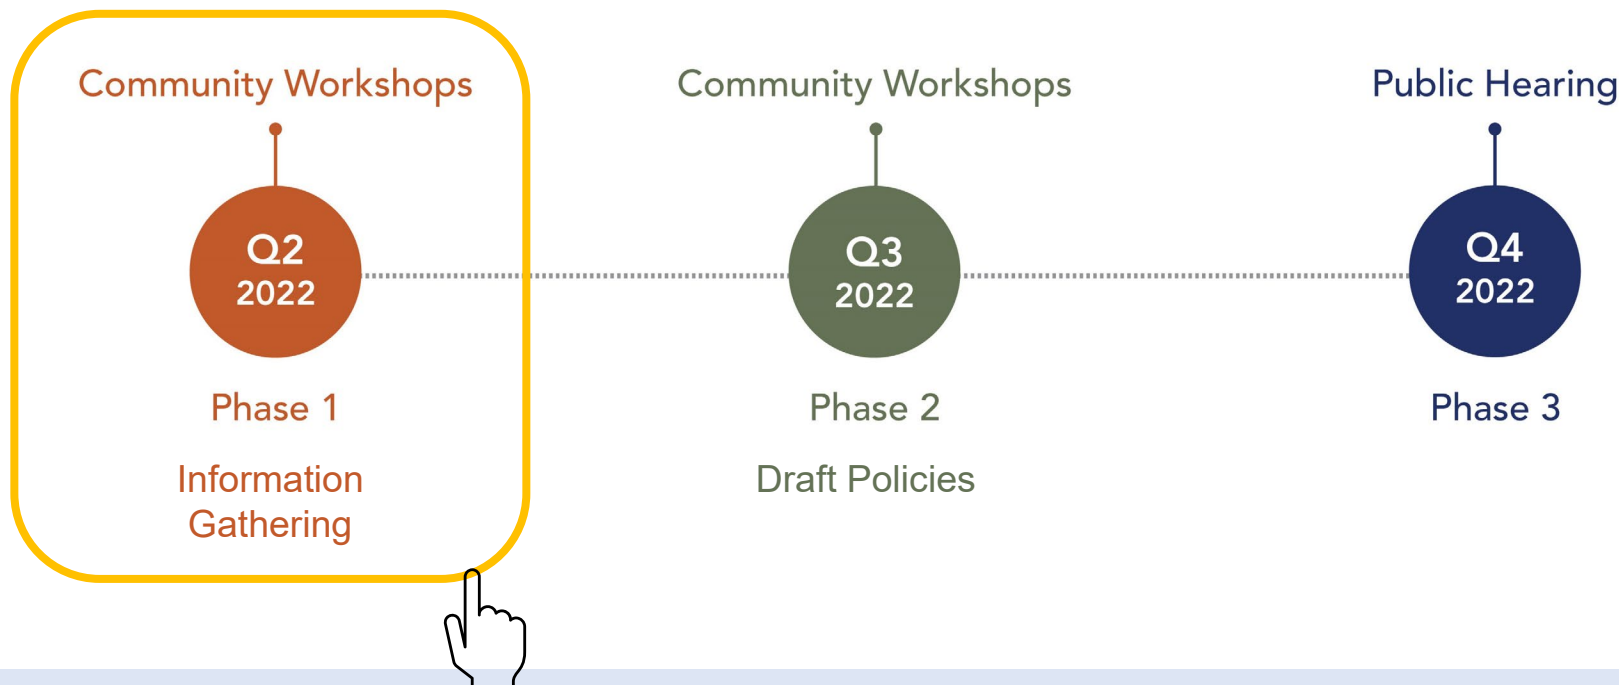 Community Workshops
Q2
2022
Phase 1
Information
Gathering
Community Workshops
Q3
2022
Phase 2
Draft Policies
Public Hearing
Q4
2022
Phase 3